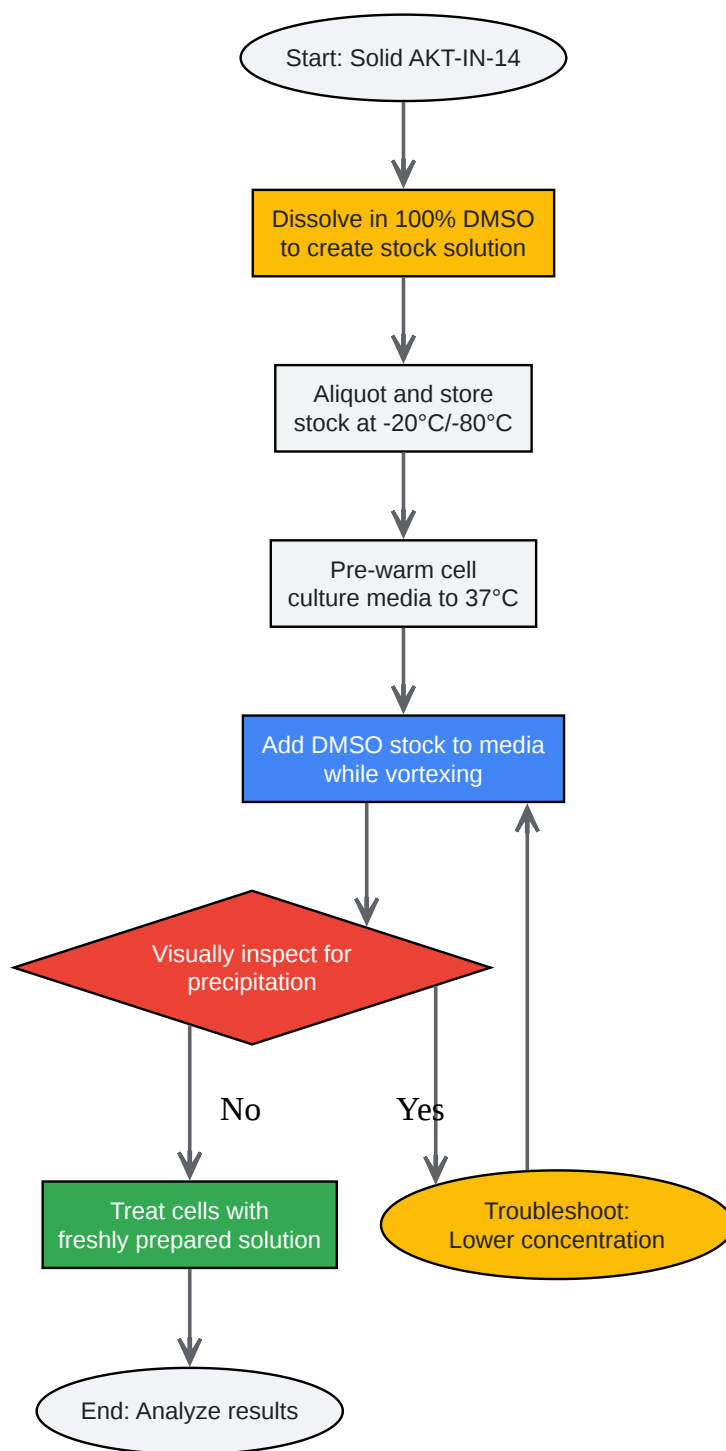 Start: Solid AKT-IN-14
Dissolve in 100% DMSO
to create stock solution
Aliquot and store
stock at -20°C/-80°C
Pre-warm cell
culture media to 37°C
Add DMSO stock to media
while vortexing
Visually inspect for
precipitation
No
Yes
Treat cells with
freshly prepared solution
Troubleshoot:
Lower concentration
End: Analyze results